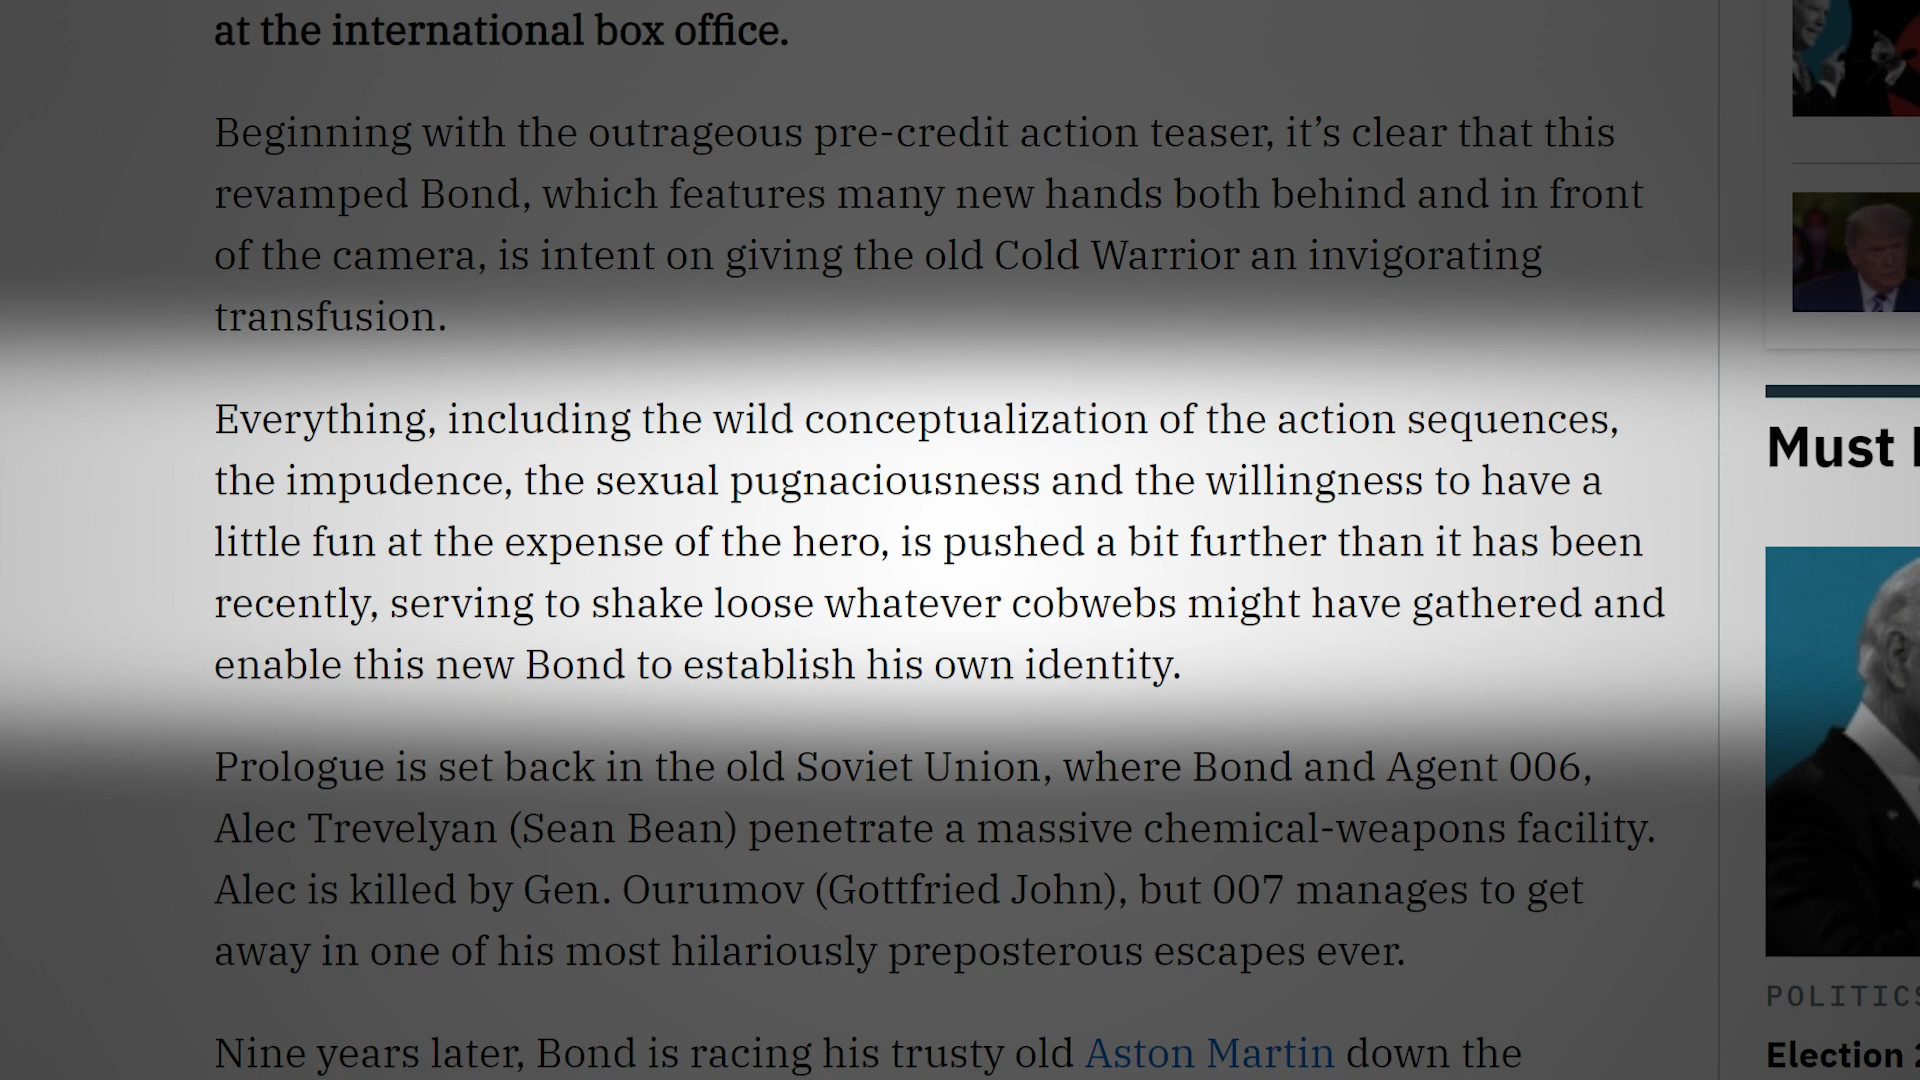 at the international box office.
Beginning with the outrageous pre-credit action teaser, it’s clear that this
revamped Bond, which features many new hands both behind and in front
of the camera, is intent on giving the old Cold Warrior an invigorating
transfusion.
Everything, including the wild conceptualization of the action sequences,
the impudence, the sexual pugnaciousness and the willingness to have a
little fun at the expense of the hero, is pushed a bit further than it has been
recently, serving to shake loose whatever cobwebs might have gathered and
enable this new Bond to establish his own identity.
Prologue is set back in the old Soviet Union, where Bond and Agent 006,
Alec Trevelyan (Sean Bean) penetrate a massive chemical-weapons facility.
Alec is killed by Gen. Ourumov (Gottfried John), but 007 manages to get
away in one of his most hilariously preposterous escapes ever.
Nine years later, Bond is racing his trusty old Aston Martin down the
Must
POLITICS
Election